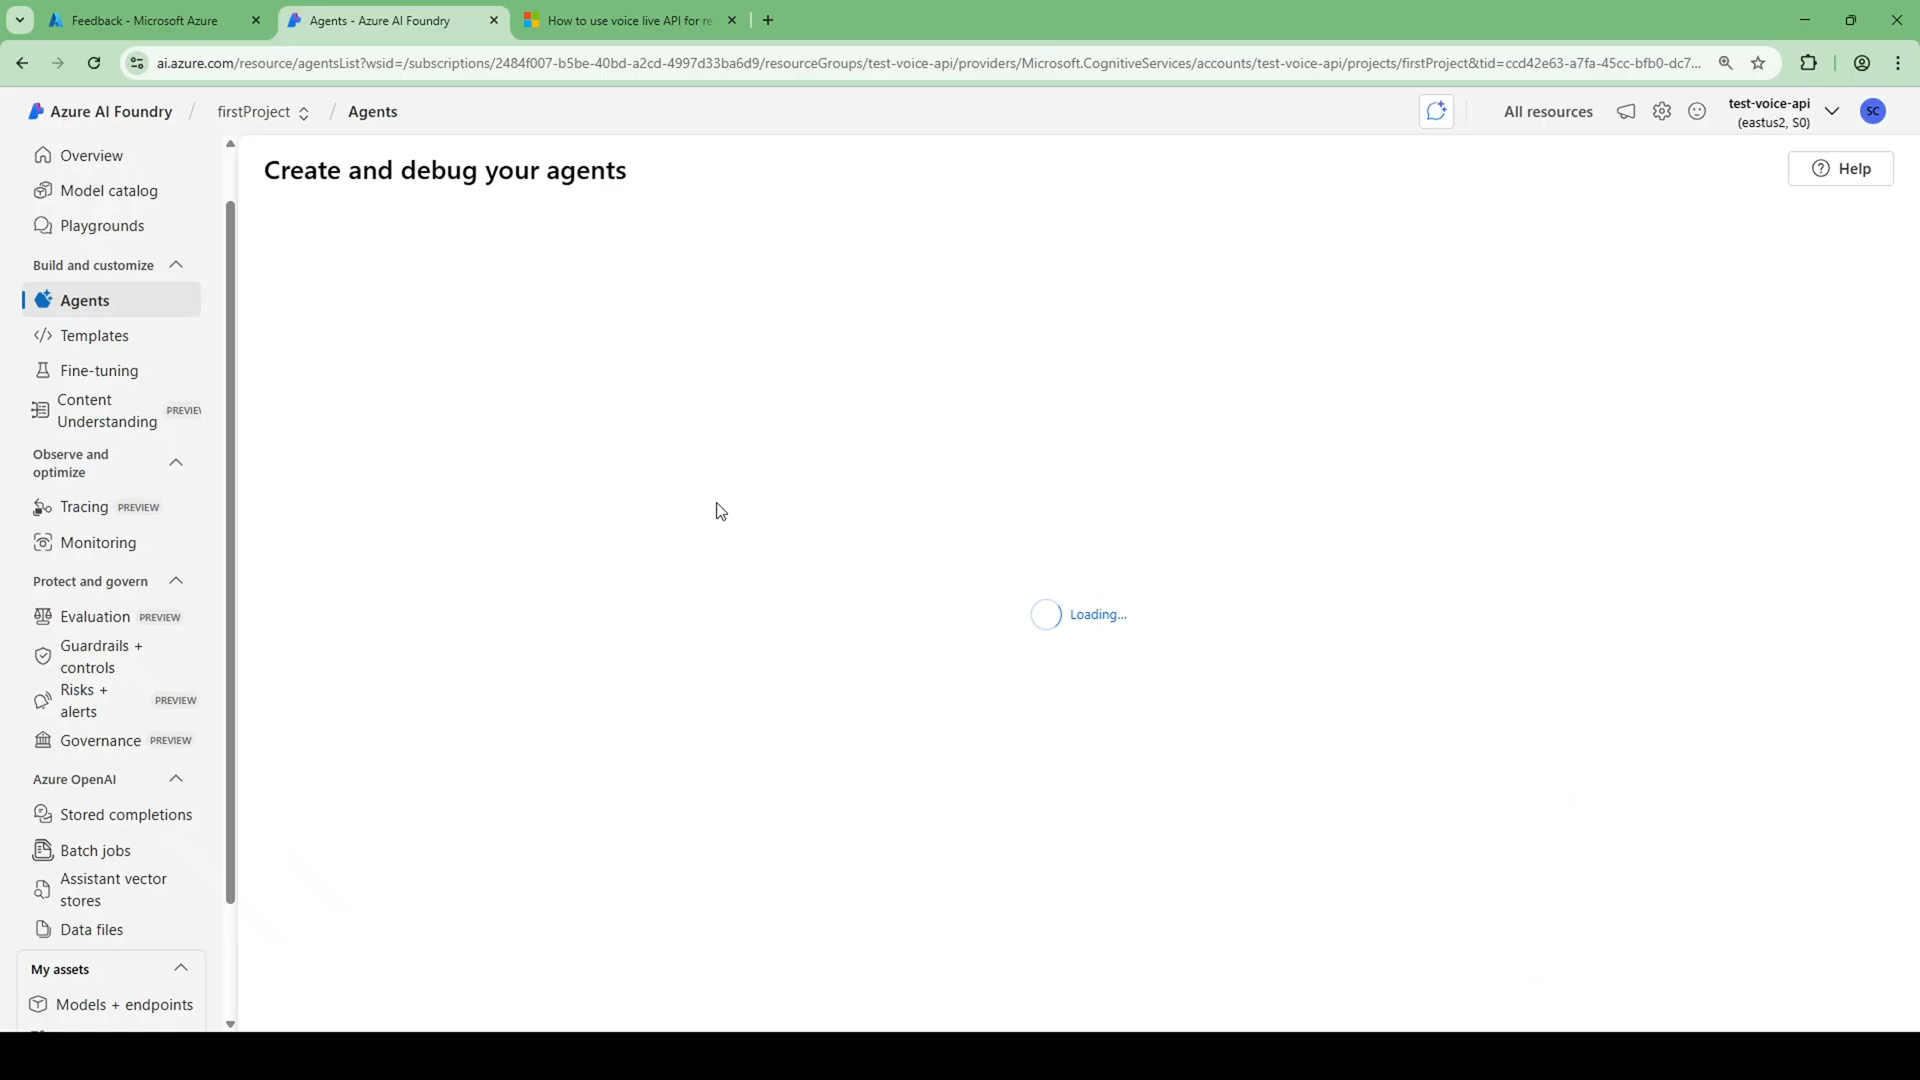 Feedback - Microsoft Azure
Agents - Azure AI Foundry
How to use voice live API for re
ai.azure.com/resource/agentsList?wsid=/subscriptions/2484f007-b5be-40bd-a2cd-4997d33ba6d9/resourceGroups/test-voice-api/providers/Microsoft.CognitiveServices/accounts/test-voice-api/projects/firstProject&tid=ccd42e63-a7fa-45cc-bfb0-dc7...
Azure AI Foundry / firstProject / Agents
All resources
test-voice-api
(eastus2, S0)
SC
Overview
Model catalog
Playgrounds
Build and customize
Agents
Templates
Fine-tuning
Content
Understanding PREVIEW
Observe and
optimize
Tracing PREVIEW
Monitoring
Protect and govern
Evaluation PREVIEW
Guardrails +
controls
Risks +
alerts PREVIEW
Governance PREVIEW
Azure OpenAI
Stored completions
Batch jobs
Assistant vector
stores
Data files
My assets
Models + endpoints
Create and debug your agents
Help
Loading...